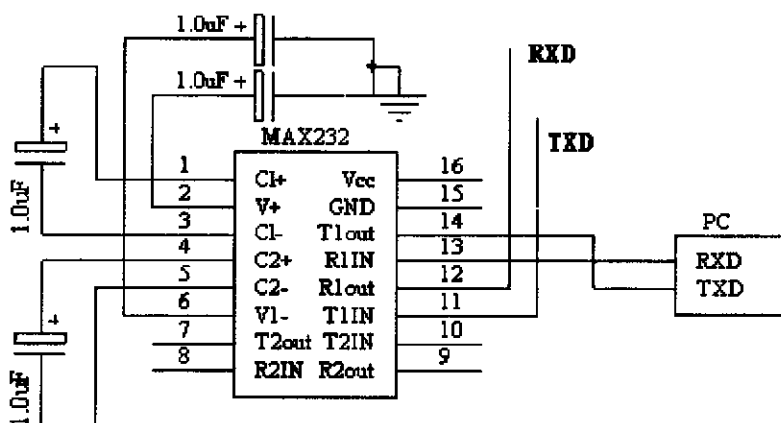 1.0uF +
1.0uF +
RXD
TXD
MAX232
+
1.0uF
1 C1+ Vcc 16
2 V+ GND 15
3 C1- T1out 14
4 C2+ R1IN 13
5 C2- R1out 12
6 V1- T1IN 11
7 T2out T2IN 10
8 R2IN R2out 9
PC
RXD
TXD
+
1.0uF